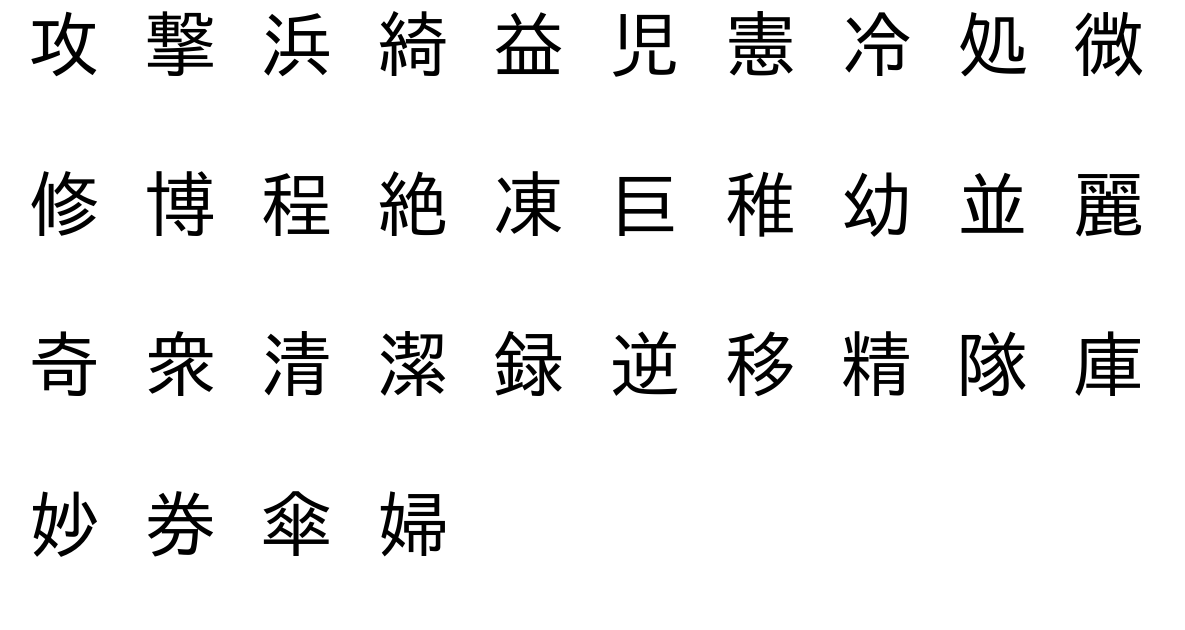 攻 撃 浜 綺 益 児 憲 冷 処 微
修 博 程 絶 凍 巨 稚 幼 並 麗
奇 衆 清 潔 録 逆 移 精 隊 庫
妙 券 傘 婦